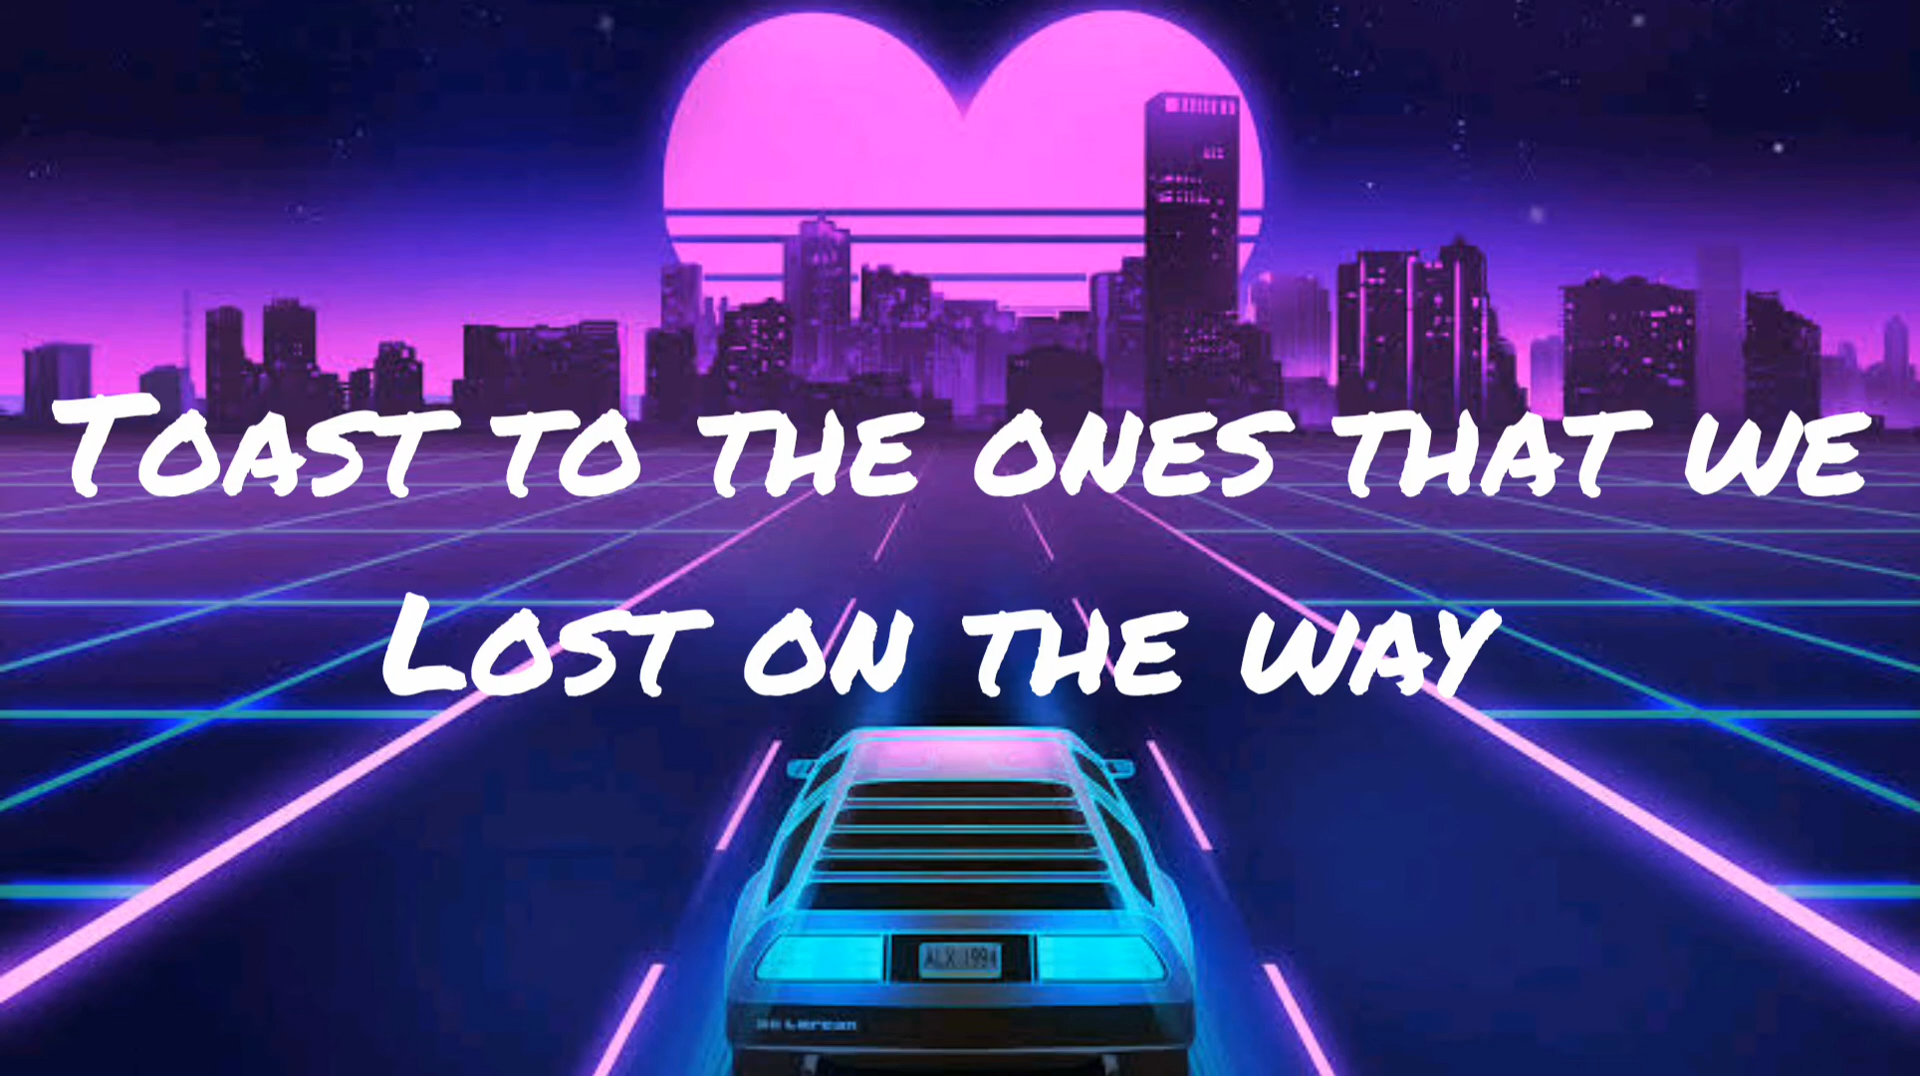 Toast to the ones that we
Lost on the way
ALX 1994